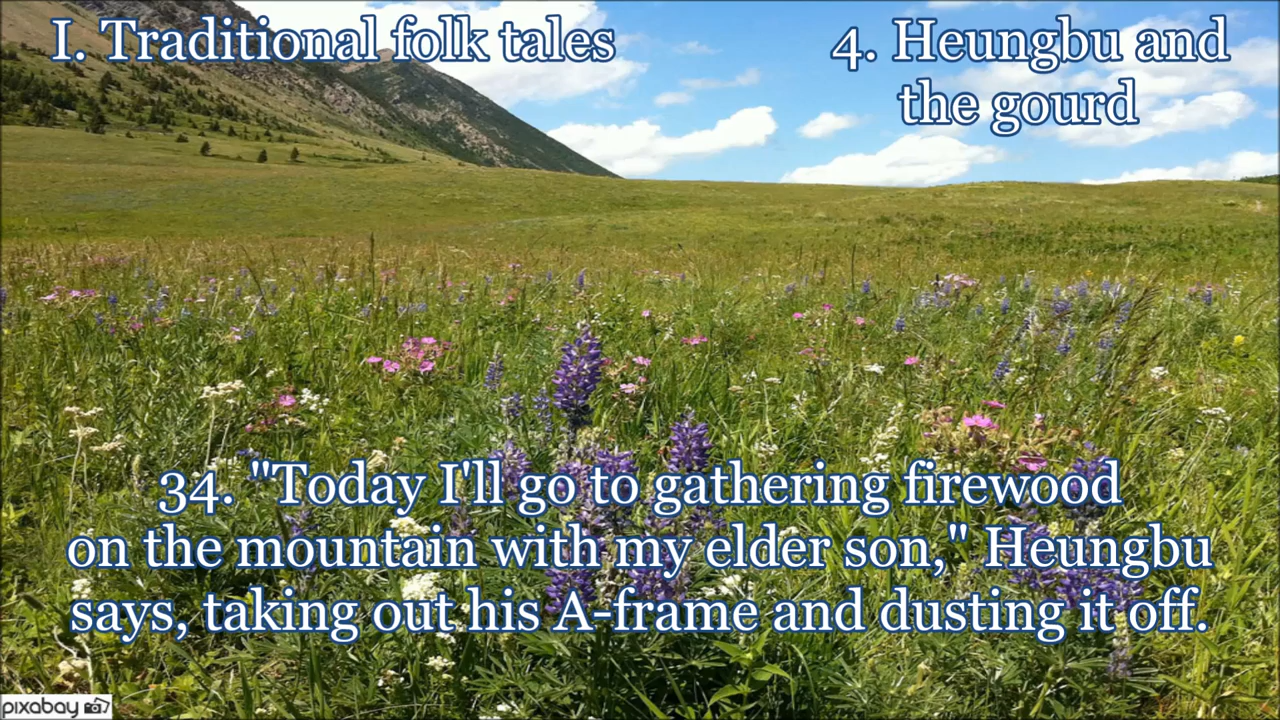 I. Traditional folk tales
4. Heungbu and
the gourd
34. "Today I'll go to gathering firewood
on the mountain with my elder son," Heungbu
says, taking out his A-frame and dusting it off.
pixabay